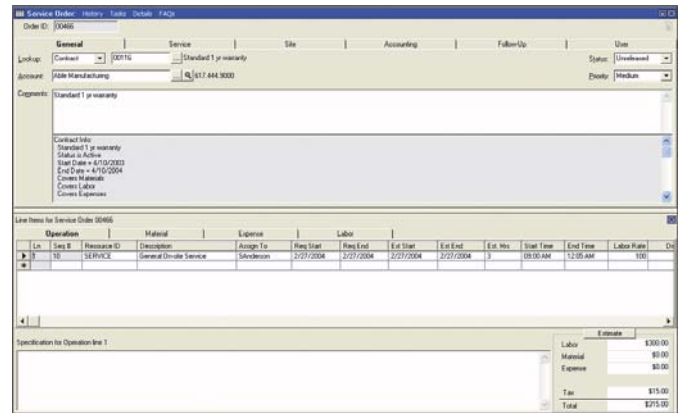 Service Order History Tasks Details FAQs
Order ID: 00466
General Service Site Accounting Follow-Up User
Lookup: Contract 00116 ... Standard 1 yr warranty Status: Unreleased
Account: Able Manufacturing ... 617.444.9000 Priority: Medium
Comments: Standard 1 yr warranty
Contract Info:
Standard 1 yr warranty
Status is Active
Start Date = 4/10/2003
End Date = 4/10/2004
Covers Materials
Covers Labor
Covers Expenses
Line Items for Service Order 00466
Operation Material Expense Labor
Ln Seq # Resource ID Description Assign To Req Start Req End Est Start Est End Est. Hrs Start Time End Time Labor Rate
10 SERVICE General On-site Service SAnderson 2/27/2004 2/27/2004 2/27/2004 2/27/2004 3 09:00 AM 12:05 AM 100
Specification for Operation line 1
Estimate
Labor $300.00
Material $0.00
Expense $0.00
Tax $15.00
Total $315.00